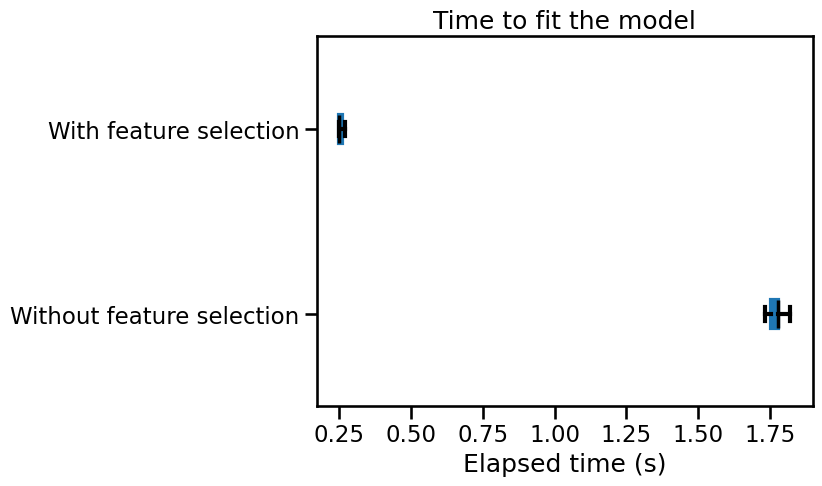 Time to fit the model
With feature selection
Without feature selection
0.25 0.50 0.75 1.00 1.25 1.50 1.75
Elapsed time (s)